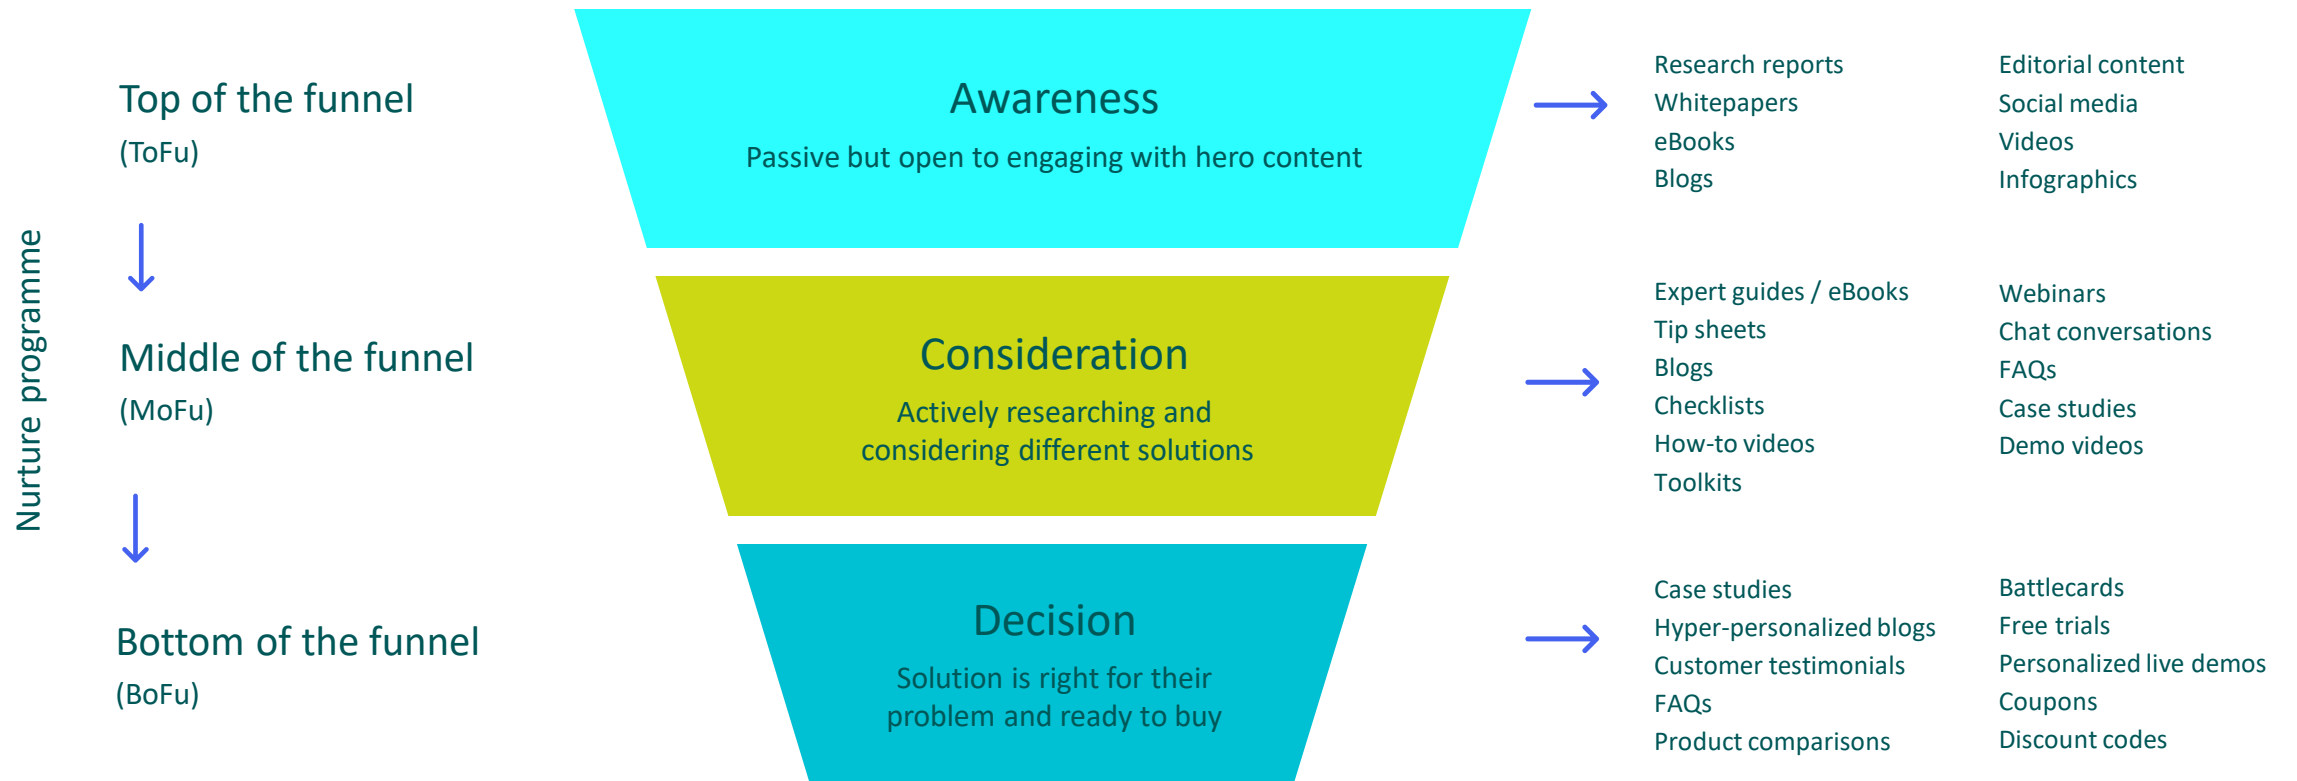 Nurture programme
Top of the funnel
(ToFu)
Awareness
Passive but open to engaging with hero content
Research reports
Whitepapers
eBooks
Blogs
Editorial content
Social media
Videos
Infographics
Middle of the funnel
(MoFu)
Consideration
Actively researching and
considering different solutions
Expert guides / eBooks
Tip sheets
Blogs
Checklists
How-to videos
Toolkits
Webinars
Chat conversations
FAQs
Case studies
Demo videos
Bottom of the funnel
(BoFu)
Decision
Solution is right for their
problem and ready to buy
Case studies
Hyper-personalized blogs
Customer testimonials
FAQs
Product comparisons
Battlecards
Free trials
Personalized live demos
Coupons
Discount codes